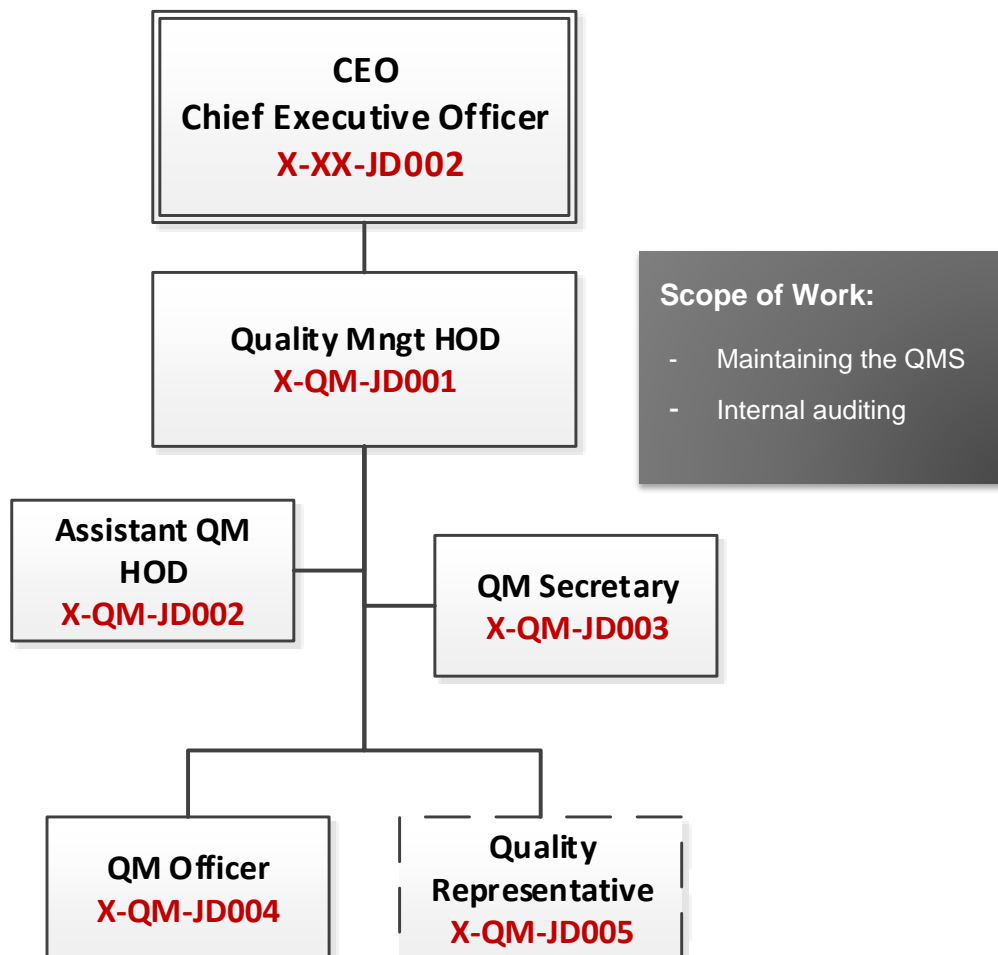 CEO
Chief Executive Officer
X-XX-JD002
Quality Mngt HOD
X-QM-JD001
Scope of Work:
- Maintaining the QMS
- Internal auditing
Assistant QM
HOD
X-QM-JD002
QM Secretary
X-QM-JD003
QM Officer
X-QM-JD004
Quality
Representative
X-QM-JD005